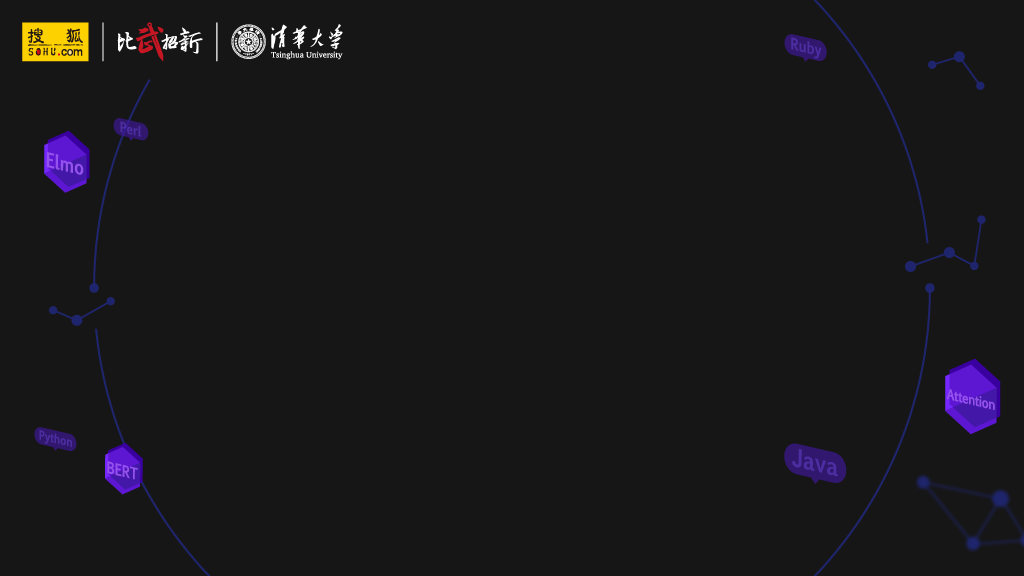 搜狐
SOHU.com
比武招新
清华大学
Tsinghua University
Ruby
Perl
Elmo
Attention
Python
BERT
Java